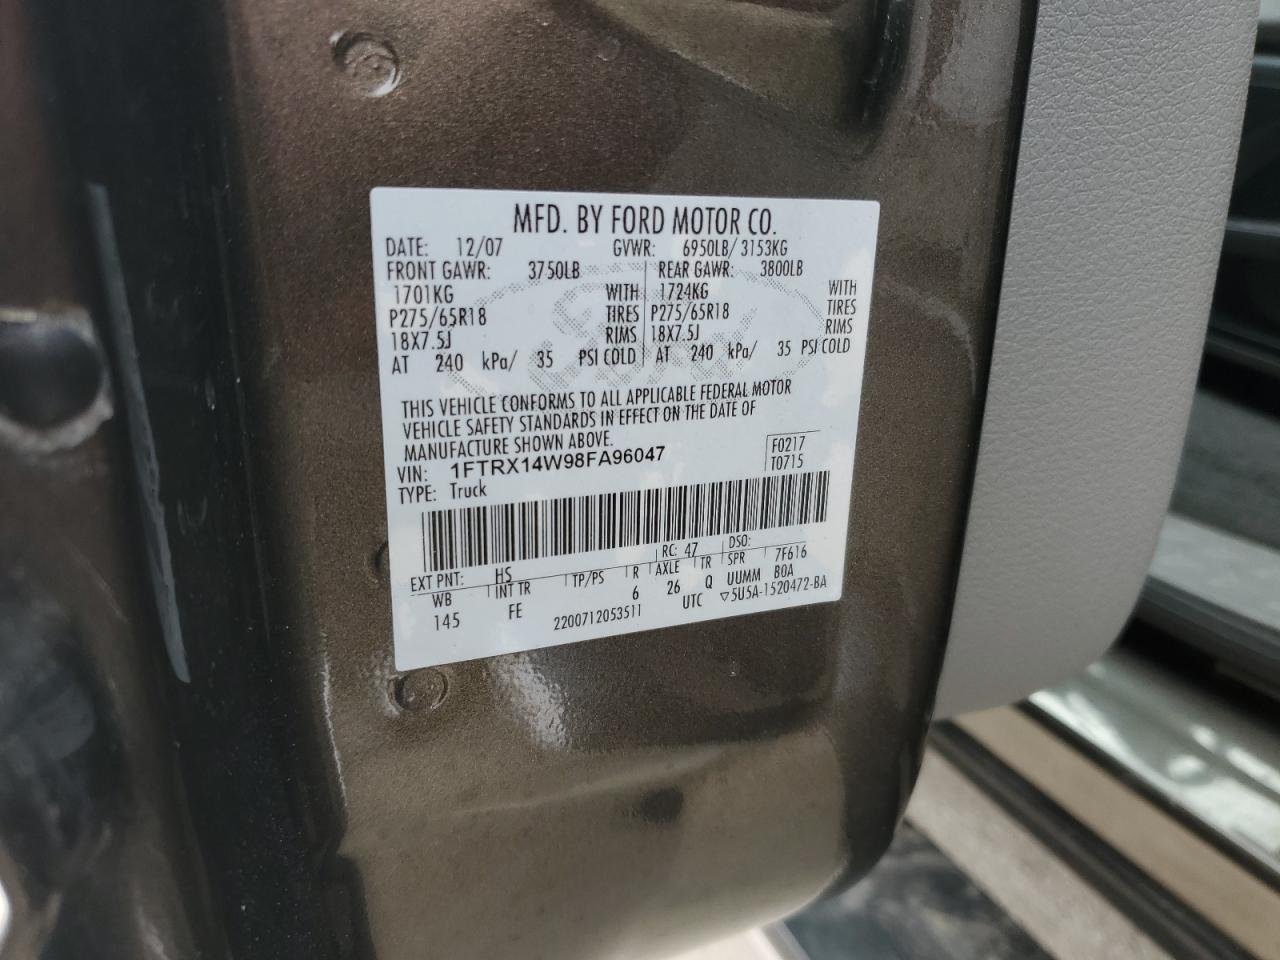 MFD. BY FORD MOTOR CO.
DATE: 12/07 GVWR: 6950LB/ 3153KG
FRONT GAWR: 3750LB REAR GAWR: 3800LB
1701KG WITH 1724KG WITH
P275/65R18 TIRES P275/65R18 TIRES
18X7.5J RIMS 18X7.5J RIMS
AT 240 kPa/ 35 PSI COLD AT 240 kPa/ 35 PSI COLD
THIS VEHICLE CONFORMS TO ALL APPLICABLE FEDERAL MOTOR
VEHICLE SAFETY STANDARDS IN EFFECT ON THE DATE OF
MANUFACTURE SHOWN ABOVE.
VIN: 1FTRX14W98FA96047 F0217
TYPE: Truck T0715
EXT PNT: HS RC: 47 DSO:
WB INT TR TP/PS R AXLE TR SPR 7F616
145 FE 6 26 Q UUMM BOA
2200712053511 UTC ▽5U5A-1520472-BA